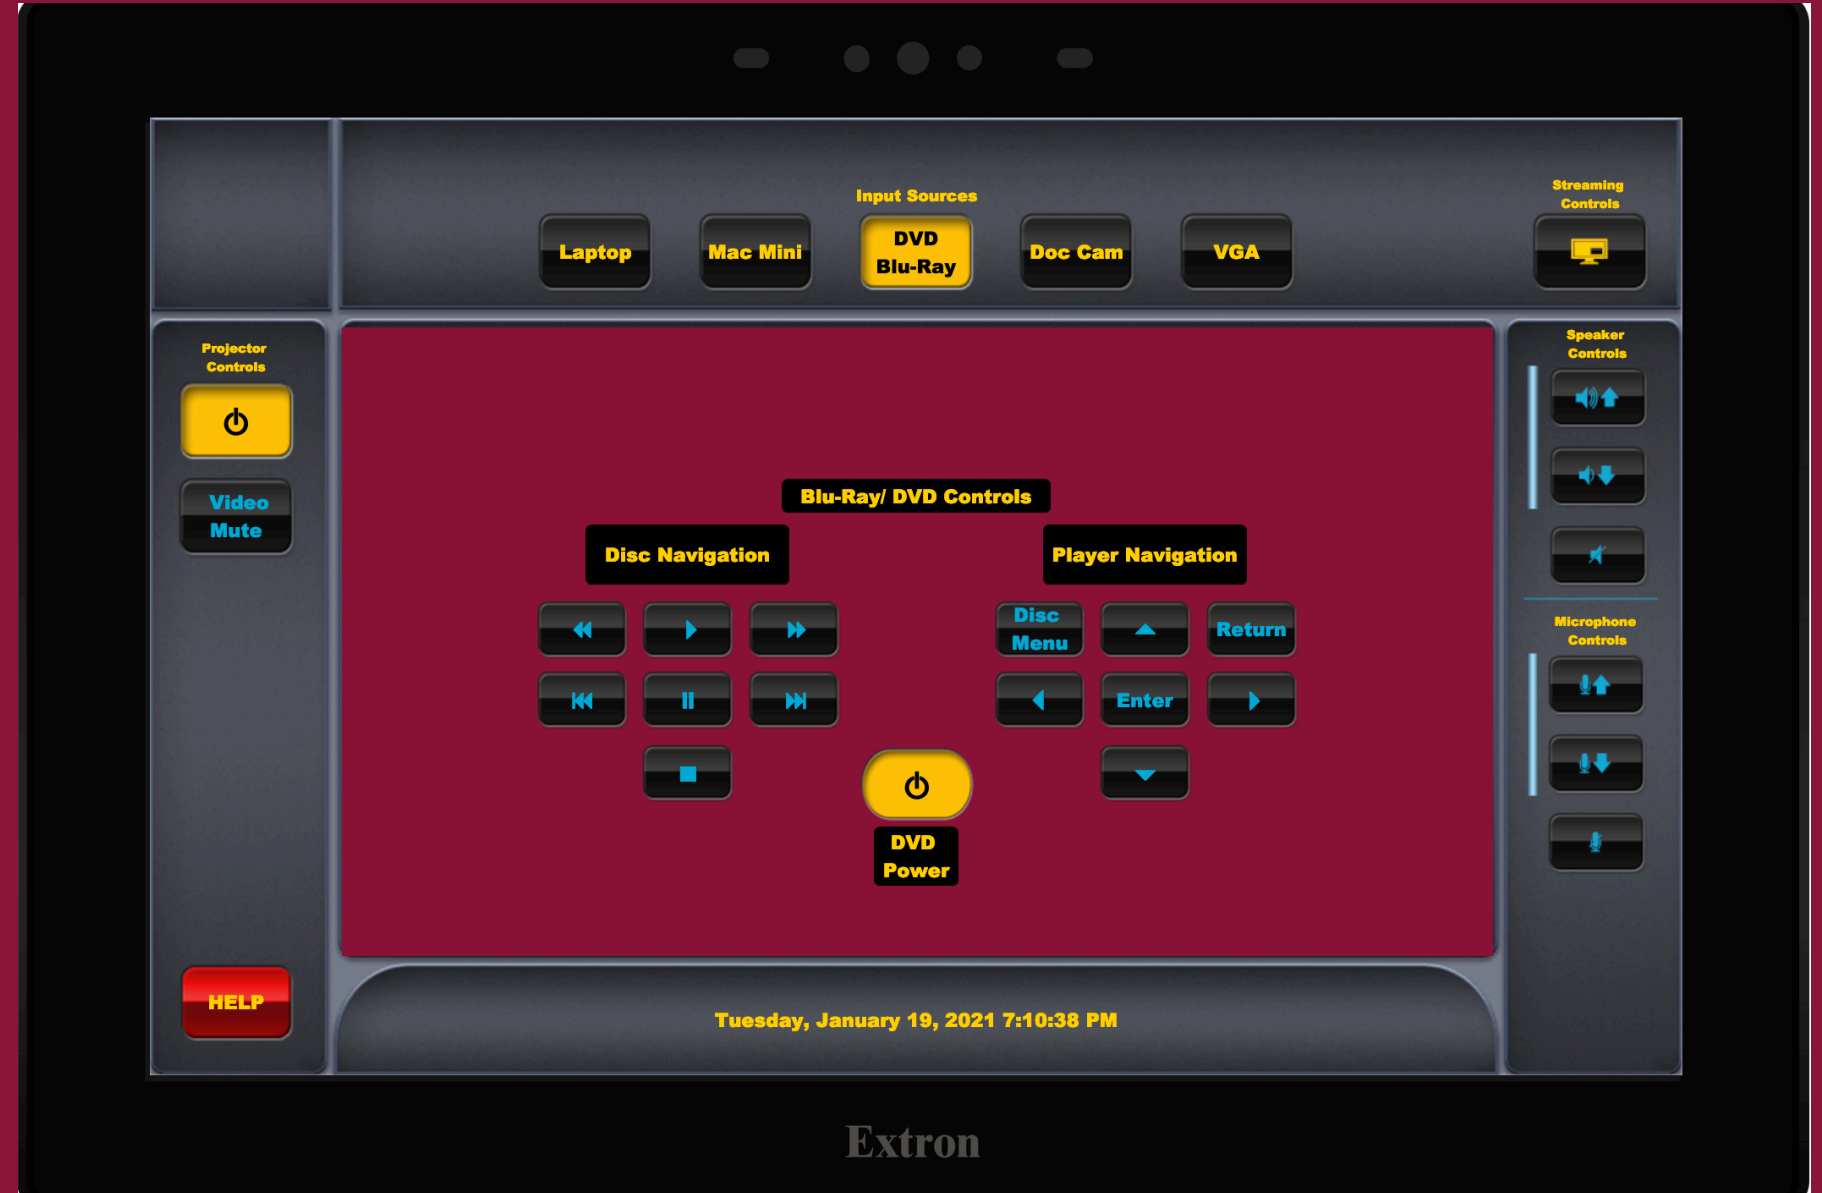 Input Sources
Streaming
Controls
Laptop
Mac Mini
DVD
Blu-Ray
Doc Cam
VGA
Projector
Controls
Video
Mute
Speaker
Controls
Blu-Ray/ DVD Controls
Disc Navigation
Player Navigation
Disc
Menu
Return
Enter
Microphone
Controls
DVD
Power
HELP
Tuesday, January 19, 2021 7:10:38 PM
Extron